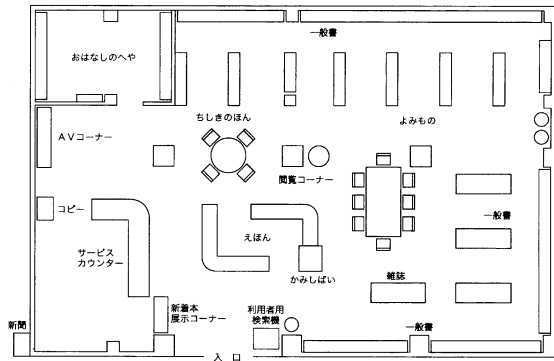 一般書
おはなしのへや
ちしきのほん
よみもの
AVコーナー
閲覧コーナー
コピー
一般書
サービス
カウンター
えほん
かみしばい
雑誌
新着本
展示コーナー
利用者用
検索機
新聞
一般書
入口